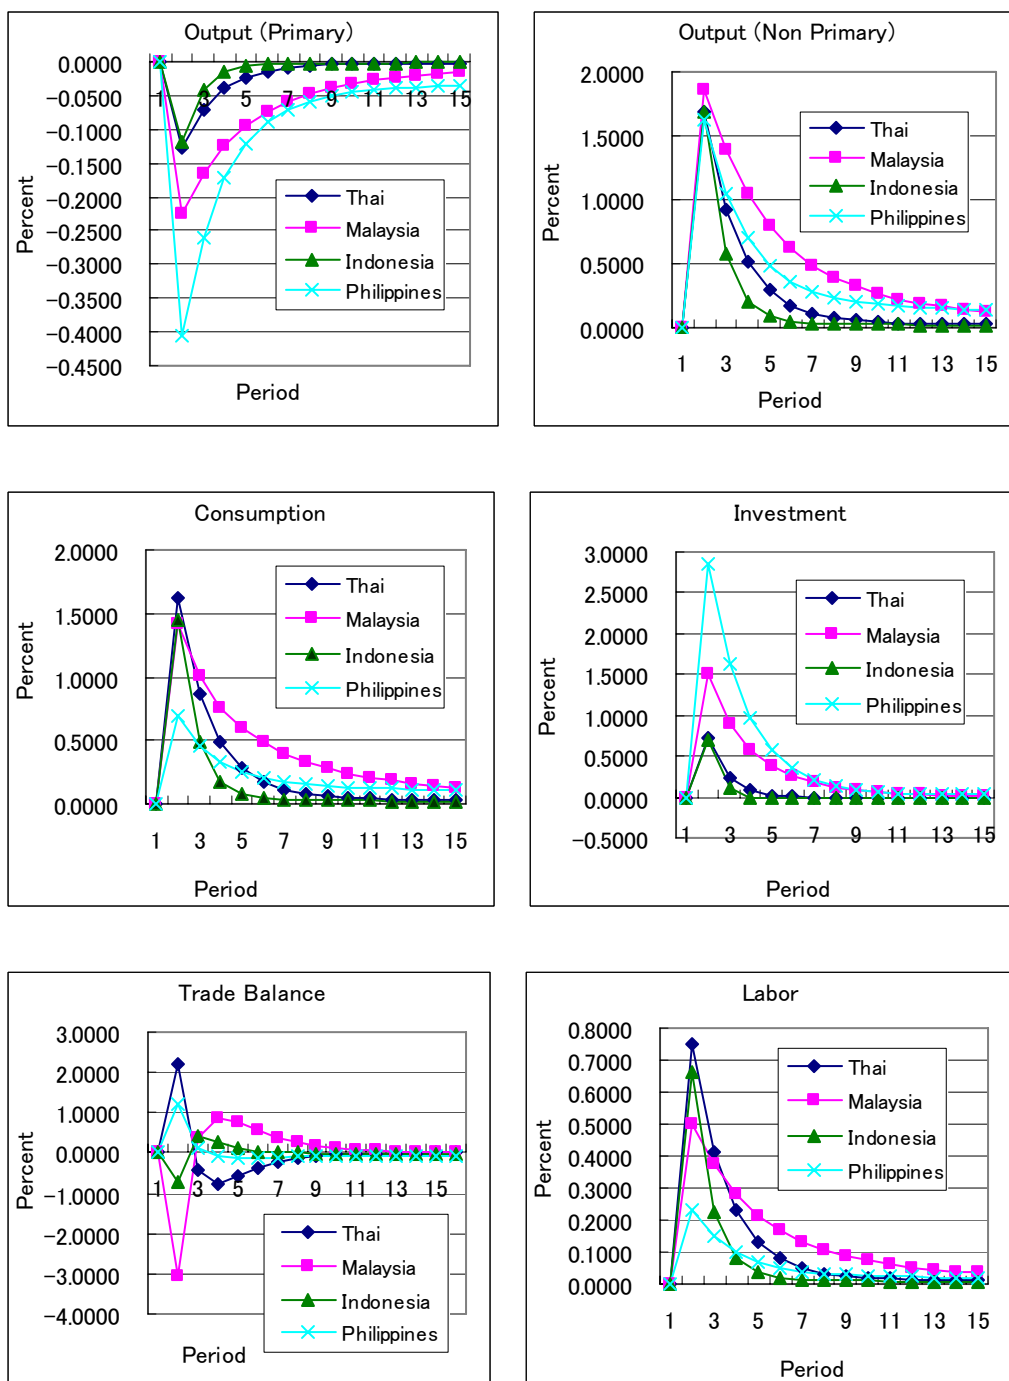 Output (Primary)
0.0000
-0.0500
-0.1000
-0.1500
-0.2000
-0.2500
-0.3000
-0.3500
-0.4000
-0.4500
Percent
1 3 5 7 9 11 13 15
Thai
Malaysia
Indonesia
Philippines
Period
Output (Non Primary)
2.0000
1.5000
1.0000
0.5000
0.0000
Percent
Thai
Malaysia
Indonesia
Philippines
1 3 5 7 9 11 13 15
Period
Consumption
2.0000
1.5000
1.0000
0.5000
0.0000
Percent
Thai
Malaysia
Indonesia
Philippines
1 3 5 7 9 11 13 15
Period
Investment
3.0000
2.5000
2.0000
1.5000
1.0000
0.5000
0.0000
-0.5000
Percent
Thai
Malaysia
Indonesia
Philippines
1 3 5 7 9 11 13 15
Period
Trade Balance
3.0000
2.0000
1.0000
0.0000
-1.0000
-2.0000
-3.0000
-4.0000
Percent
1 3 5 7 9 11 13 15
Thai
Malaysia
Indonesia
Philippines
Period
Labor
0.8000
0.7000
0.6000
0.5000
0.4000
0.3000
0.2000
0.1000
0.0000
Percent
Thai
Malaysia
Indonesia
Philippines
1 3 5 7 9 11 13 15
Period